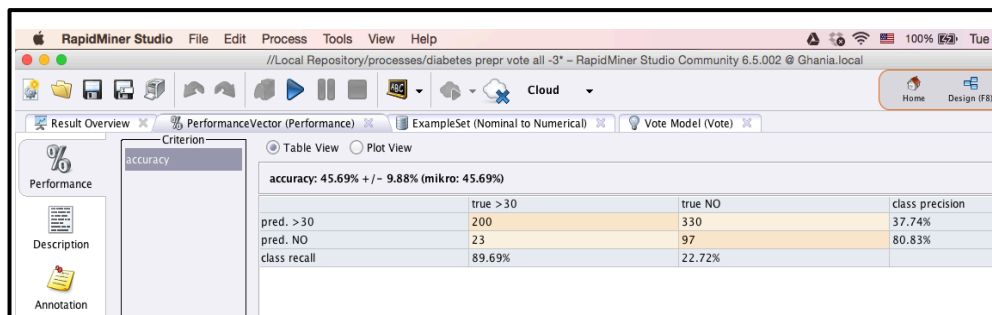 RapidMiner Studio File Edit Process Tools View Help 100% Tue
//Local Repository/processes/diabetes prepr vote all -3* – RapidMiner Studio Community 6.5.002 @ Ghania.local
ABC Cloud Home Design (F8)
Result Overview % PerformanceVector (Performance) ExampleSet (Nominal to Numerical) Vote Model (Vote)
%
Performance
Description
Annotation
Criterion
accuracy
Table View Plot View
accuracy: 45.69% +/- 9.88% (mikro: 45.69%)
true >30 true NO class precision
pred. >30 200 330 37.74%
pred. NO 23 97 80.83%
class recall 89.69% 22.72%